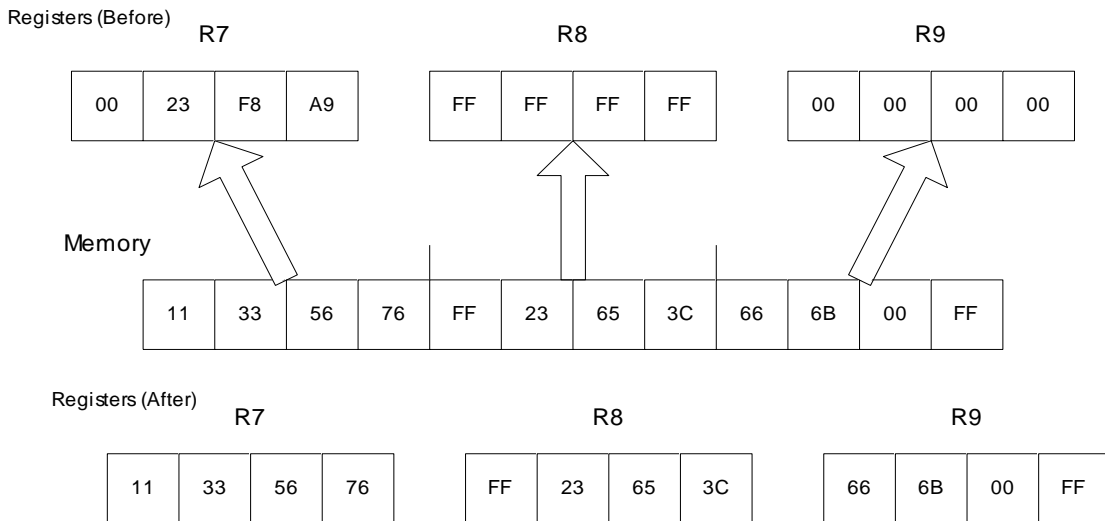 Registers (Before)
R7 R8 R9
00 23 F8 A9 FF FF FF FF 00 00 00 00
Memory
11 33 56 76 FF 23 65 3C 66 6B 00 FF
Registers (After)
R7 R8 R9
11 33 56 76 FF 23 65 3C 66 6B 00 FF